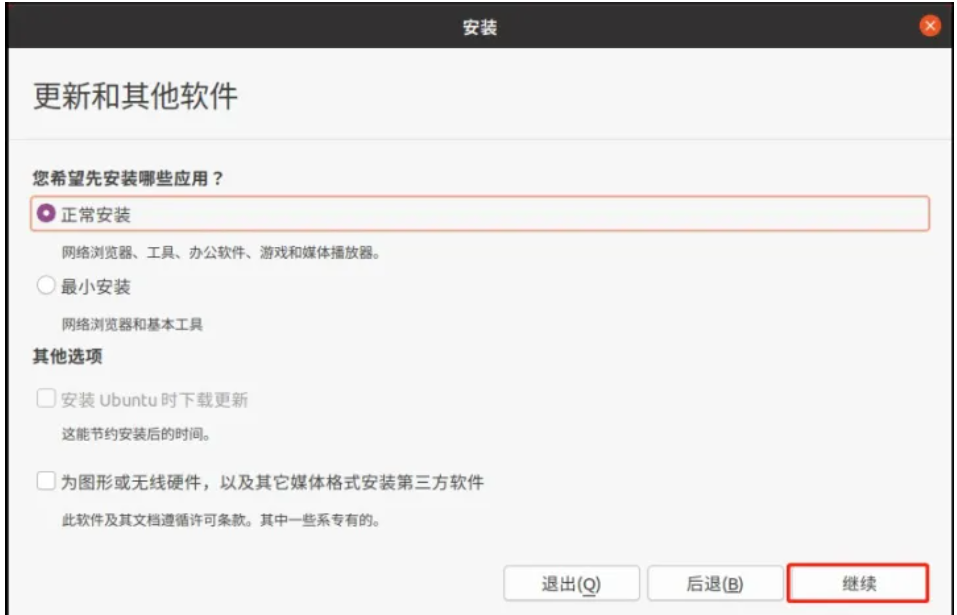 安装
更新和其他软件
您希望先安装哪些应用？
正常安装
网络浏览器、工具、办公软件、游戏和媒体播放器。
最小安装
网络浏览器和基本工具
其他选项
安装 Ubuntu 时下载更新
这能节约安装后的时间。
为图形或无线硬件，以及其它媒体格式安装第三方软件
此软件及其文档遵循许可条款。其中一些系专有的。
退出(Q) 后退(B) 继续